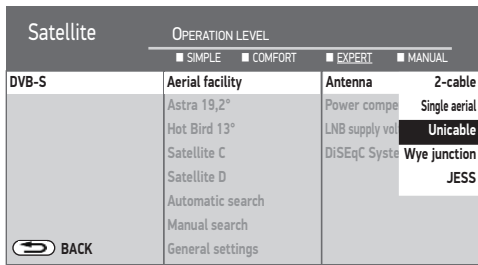 Satellite OPERATION LEVEL
SIMPLE COMFORT EXPERT MANUAL
DVB-S Aerial facility Antenna 2-cable
Astra 19,2° Power compe Single aerial
Hot Bird 13° LNB supply vol Unicable
Satellite C DiSEqC Syste Wye junction
Satellite D JESS
Automatic search
Manual search
BACK General settings